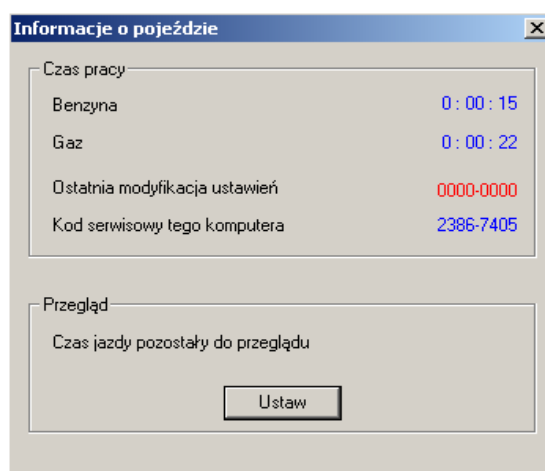 Informacje o pojeździe
Czas pracy
Benzyna 0 : 00 : 15
Gaz 0 : 00 : 22
Ostatnia modyfikacja ustawień 0000-0000
Kod serwisowy tego komputera 2386-7405
Przegląd
Czas jazdy pozostały do przeglądu
Ustaw